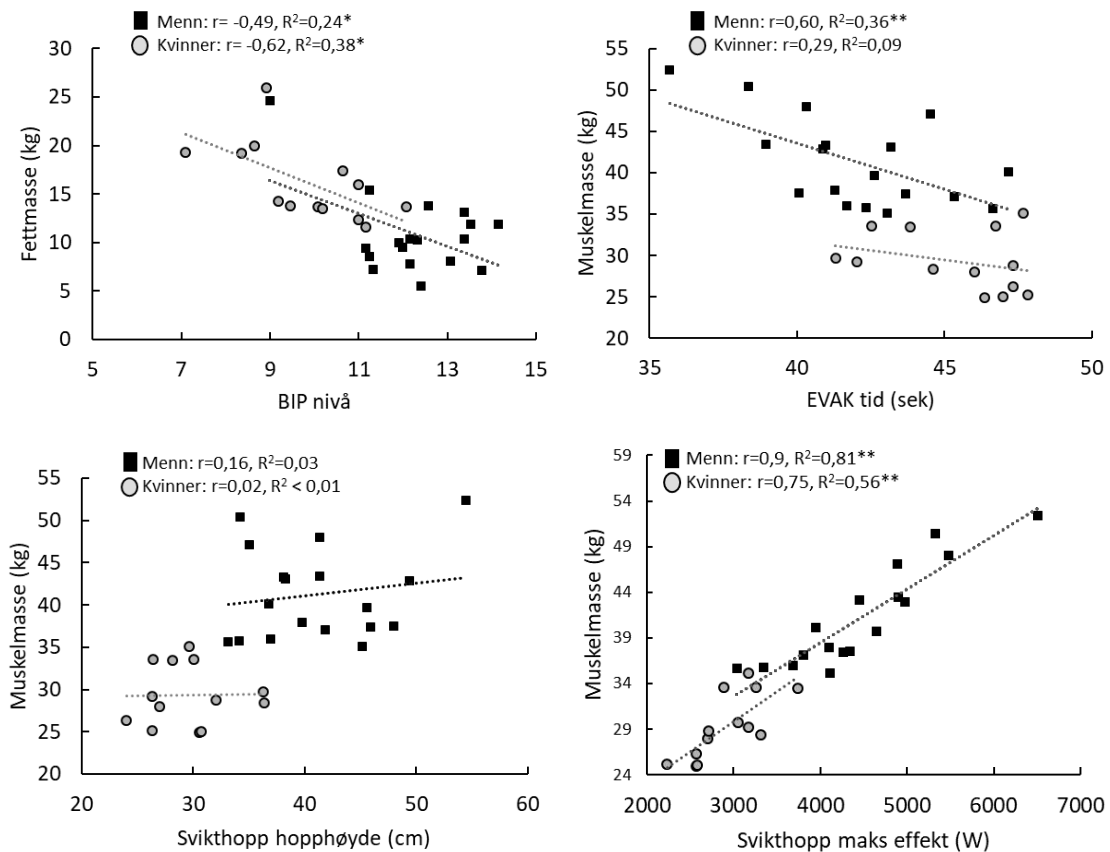 Menn: r= -0,49, R²=0,24*
Kvinner: r= -0,62, R²=0,38*
Fettmasse (kg)
30
25
20
15
10
5
0
5 7 9 11 13 15
BIP nivå
Menn: r=0,60, R²=0,36**
Kvinner: r=0,29, R²=0,09
Muskelmasse (kg)
55
50
45
40
35
30
25
20
35 40 45 50
EVAK tid (sek)
Menn: r=0,16, R²=0,03
Kvinner: r=0,02, R² < 0,01
Muskelmasse (kg)
55
50
45
40
35
30
25
20
20 30 40 50 60
Svikthopp hopphøyde (cm)
Menn: r=0,9, R²=0,81**
Kvinner: r=0,75, R²=0,56**
Muskelmasse (kg)
59
54
49
44
39
34
29
24
2000 3000 4000 5000 6000 7000
Svikthopp maks effekt (W)